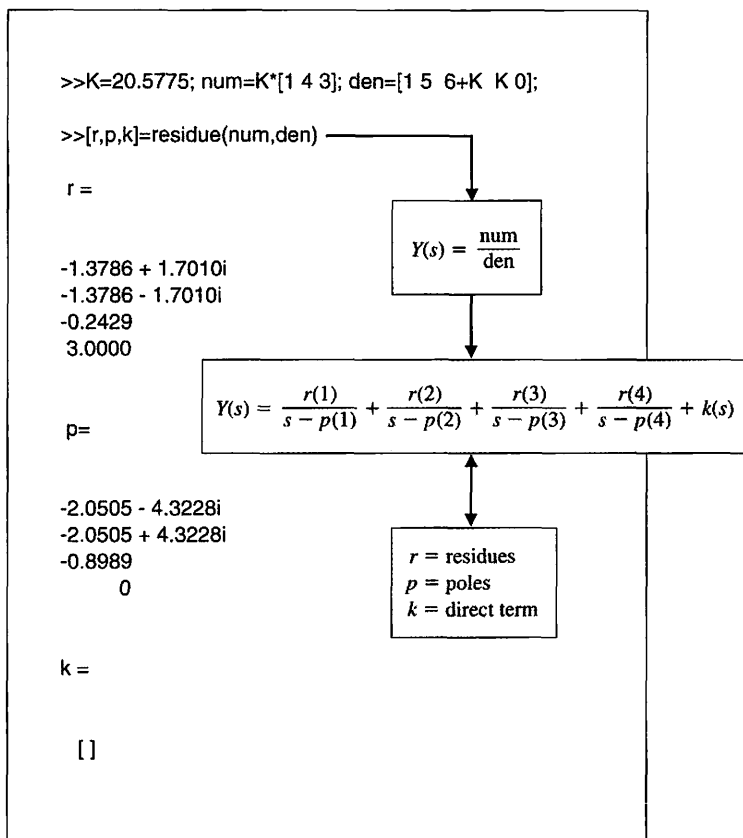 >>K=20.5775; num=K*[1 4 3]; den=[1 5 6+K K 0];
>>[r,p,k]=residue(num,den)
r =
-1.3786 + 1.7010i
-1.3786 - 1.7010i
-0.2429
3.0000
Y(s) = num/den
Y(s) = r(1)/(s − p(1)) + r(2)/(s − p(2)) + r(3)/(s − p(3)) + r(4)/(s − p(4)) + k(s)
p=
-2.0505 - 4.3228i
-2.0505 + 4.3228i
-0.8989
0
r = residues
p = poles
k = direct term
k =
[ ]